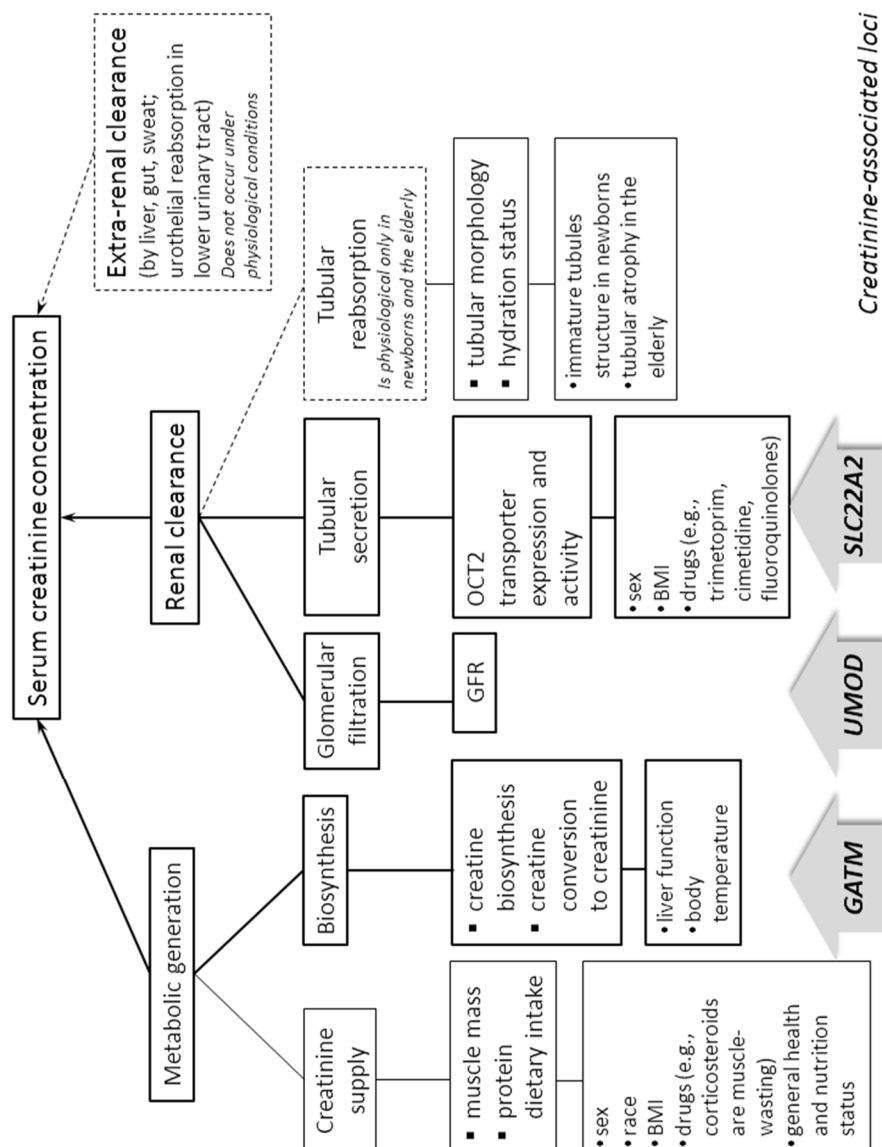 Serum creatinine concentration
Metabolic generation
Renal clearance
Extra-renal clearance
(by liver, gut, sweat;
urothelial reabsorption in
lower urinary tract)
Does not occur under
physiological conditions
Creatinine
supply
Biosynthesis
Glomerular
filtration
Tubular
secretion
Tubular
reabsorption
Is physiological only in
newborns and the elderly
▪ muscle mass
▪ protein
dietary intake
▪ creatine
biosynthesis
▪ creatine
conversion
to creatinine
GFR
OCT2
transporter
expression and
activity
▪ tubular morphology
▪ hydration status
•sex
•race
•BMI
•drugs (e.g.,
corticosteroids
are muscle-
wasting)
•general health
and nutrition
status
•liver function
•body
temperature
•sex
•BMI
•drugs (e.g.,
trimetoprim,
cimetidine,
fluoroquinolones)
•immature tubules
structure in newborns
•tubular atrophy in the
elderly
GATM
UMOD
SLC22A2
Creatinine-associated loci